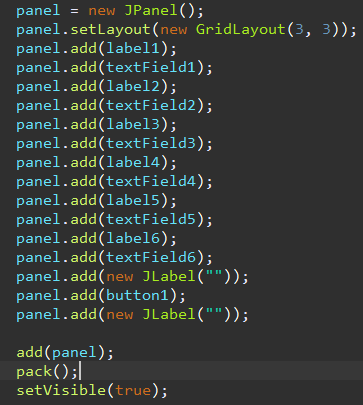 panel = new JPanel();
panel.setLayout(new GridLayout(3, 3));
panel.add(label1);
panel.add(textField1);
panel.add(label2);
panel.add(textField2);
panel.add(label3);
panel.add(textField3);
panel.add(label4);
panel.add(textField4);
panel.add(label5);
panel.add(textField5);
panel.add(label6);
panel.add(textField6);
panel.add(new JLabel(""));
panel.add(button1);
panel.add(new JLabel(""));
add(panel);
pack();
setVisible(true);